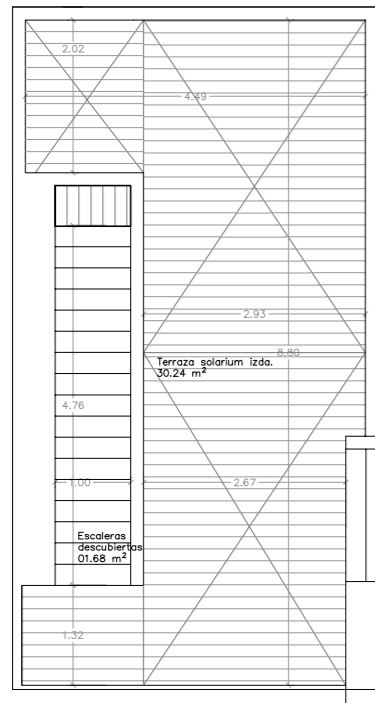 2.02
4.49
2.93
8.80
Terraza solarium izda.
30.24 m²
4.76
1.00
2.67
Escaleras
descubiertas
01.68 m²
1.32